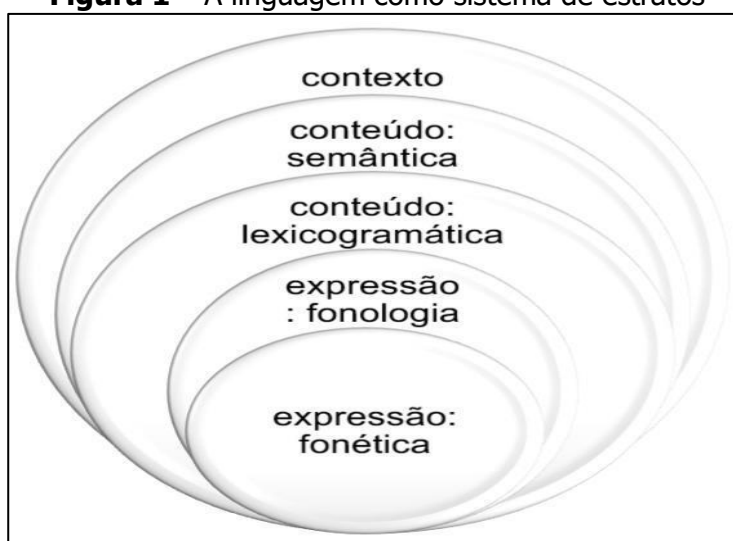 Figura 1 – A linguagem como sistema de estratos
contexto
conteúdo:
semântica
conteúdo:
lexicogramática
expressão
: fonologia
expressão:
fonética